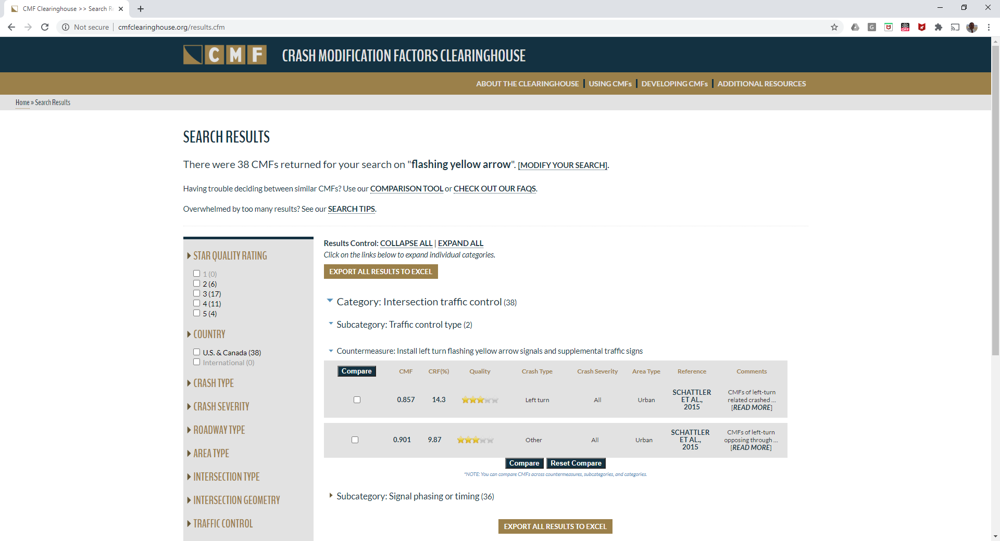 CMF Clearinghouse >> Search Re
Not secure | cmfclearinghouse.org/results.cfm
G
OFF
CMF CRASH MODIFICATION FACTORS CLEARINGHOUSE
ABOUT THE CLEARINGHOUSE | USING CMFs | DEVELOPING CMFs | ADDITIONAL RESOURCES
Home » Search Results
SEARCH RESULTS
There were 38 CMFs returned for your search on "flashing yellow arrow". [MODIFY YOUR SEARCH].
Having trouble deciding between similar CMFs? Use our COMPARISON TOOL or CHECK OUT OUR FAQS.
Overwhelmed by too many results? See our SEARCH TIPS.
STAR QUALITY RATING
1 (0)
2 (6)
3 (17)
4 (11)
5 (4)
COUNTRY
U.S. & Canada (38)
International (0)
CRASH TYPE
CRASH SEVERITY
ROADWAY TYPE
AREA TYPE
INTERSECTION TYPE
INTERSECTION GEOMETRY
TRAFFIC CONTROL
Results Control: COLLAPSE ALL | EXPAND ALL
Click on the links below to expand individual categories.
EXPORT ALL RESULTS TO EXCEL
Category: Intersection traffic control (38)
Subcategory: Traffic control type (2)
Countermeasure: Install left turn flashing yellow arrow signals and supplemental traffic signs
Compare CMF CRF(%) Quality Crash Type Crash Severity Area Type Reference Comments
0.857 14.3 Left turn All Urban SCHATTLER ET AL., 2015 CMFs of left-turn related crashed ... [READ MORE]
0.901 9.87 Other All Urban SCHATTLER ET AL., 2015 CMFs of left-turn opposing through ... [READ MORE]
Compare Reset Compare
*NOTE: You can compare CMFs across countermeasures, subcategories, and categories.
Subcategory: Signal phasing or timing (36)
EXPORT ALL RESULTS TO EXCEL